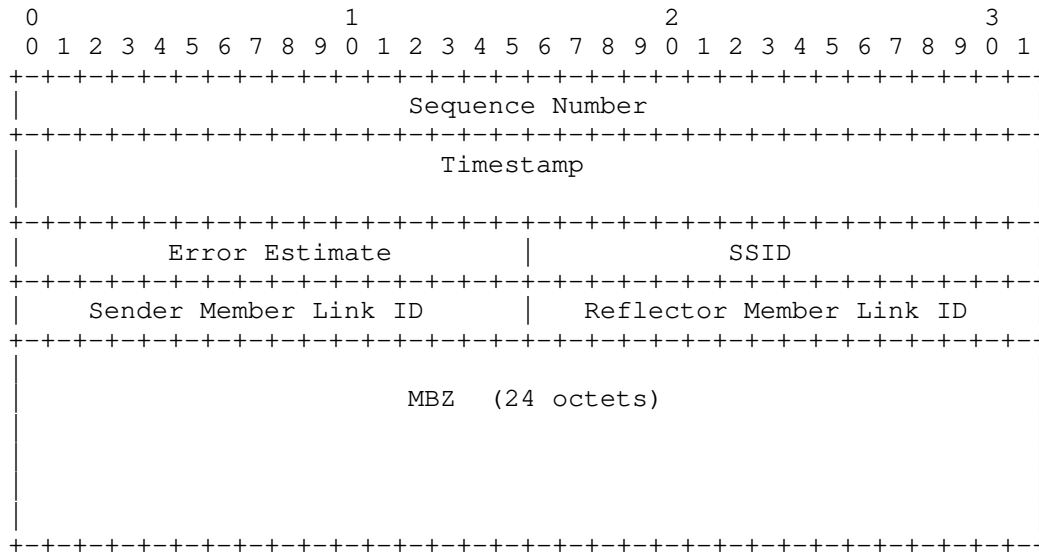 0                   1                   2                   3
0 1 2 3 4 5 6 7 8 9 0 1 2 3 4 5 6 7 8 9 0 1 2 3 4 5 6 7 8 9 0 1
Sequence Number
Timestamp
Error Estimate | SSID
Sender Member Link ID | Reflector Member Link ID
MBZ (24 octets)